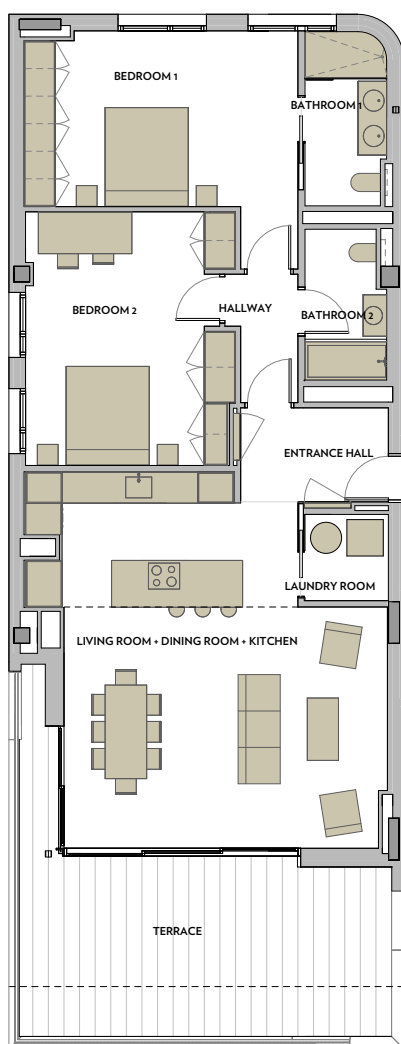 BEDROOM 1
BATHROOM 1
BEDROOM 2
HALLWAY
BATHROOM 2
ENTRANCE HALL
LAUNDRY ROOM
LIVING ROOM + DINING ROOM + KITCHEN
TERRACE